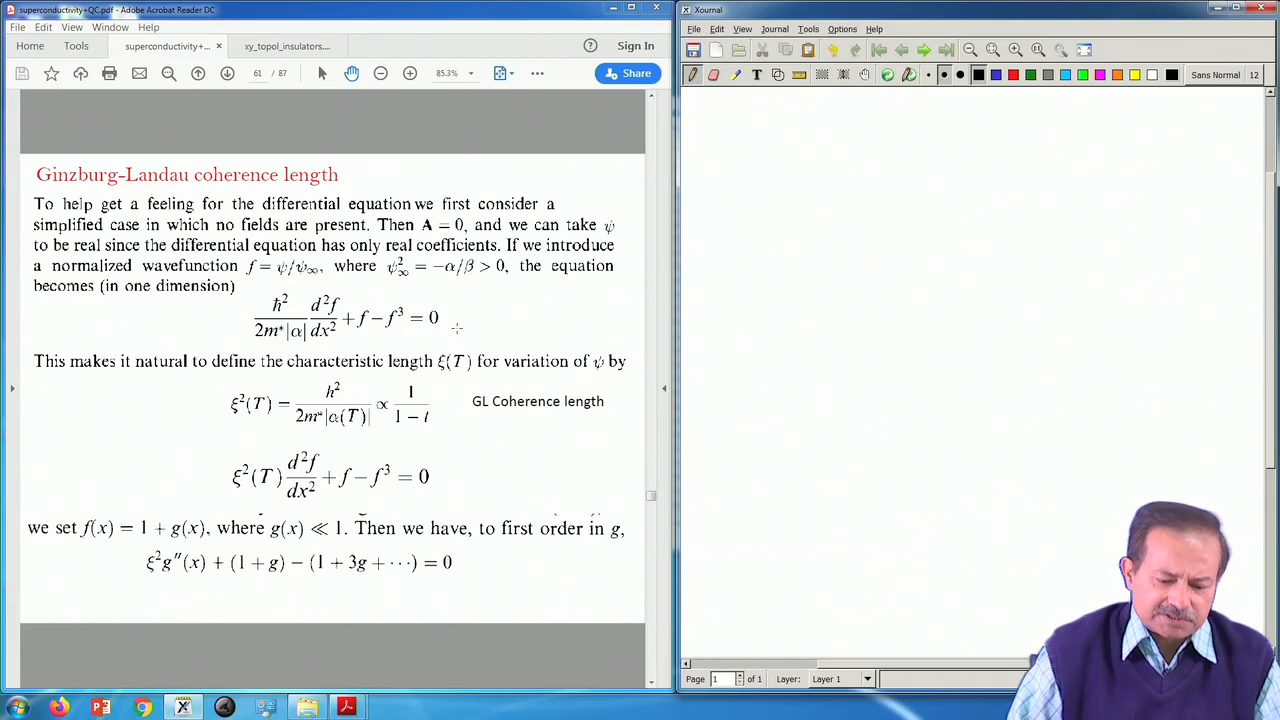 superconductivity+QC.pdf - Adobe Acrobat Reader DC
File Edit View Window Help
Home Tools superconductivity+... × xy_topol_insulators.... Sign In
61 / 87 85.3% Share
Ginzburg-Landau coherence length
To help get a feeling for the differential equation we first consider a
simplified case in which no fields are present. Then A = 0, and we can take ψ
to be real since the differential equation has only real coefficients. If we introduce
a normalized wavefunction f = ψ/ψ∞, where ψ²∞ = −α/β > 0, the equation
becomes (in one dimension)
ħ²/2m*|α| d²f/dx² + f − f³ = 0
This makes it natural to define the characteristic length ξ(T) for variation of ψ by
ξ²(T) = ħ²/2m*|α(T)| ∝ 1/1 − t GL Coherence length
ξ²(T) d²f/dx² + f − f³ = 0
we set f(x) = 1 + g(x), where g(x) ≪ 1. Then we have, to first order in g,
ξ²g″(x) + (1 + g) − (1 + 3g + ···) = 0
Xournal
File Edit View Journal Tools Options Help
Sans Normal 12
Page 1 of 1 Layer: Layer 1